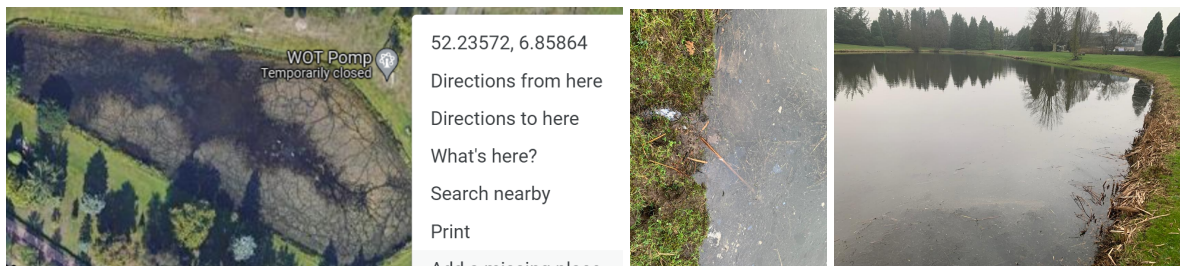 WOT Pomp
Temporarily closed
52.23572, 6.85864
Directions from here
Directions to here
What's here?
Search nearby
Print